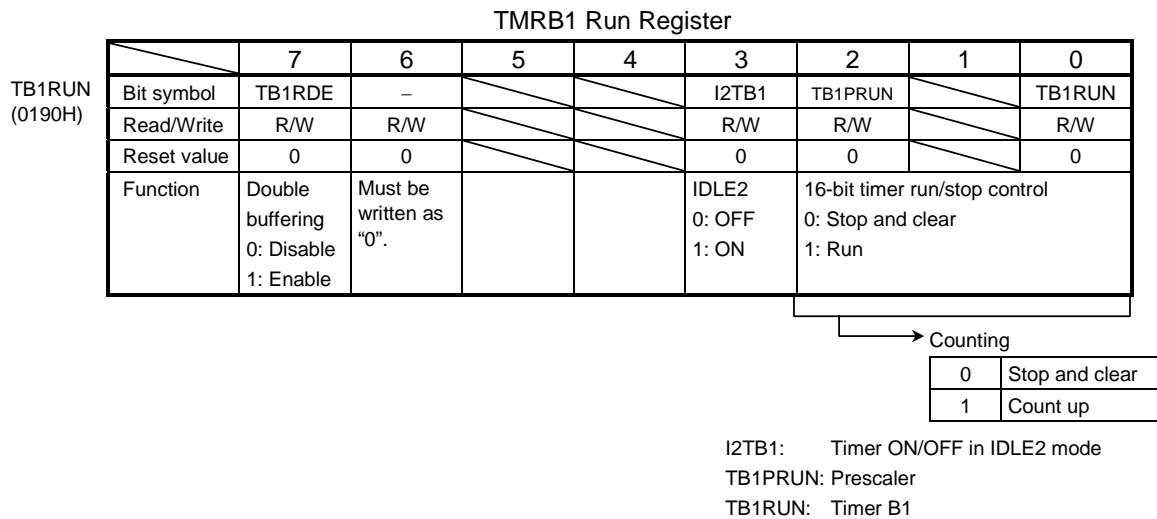 TMRB1 Run Register
7 6 5 4 3 2 1 0
TB1RUN
(0190H)
Bit symbol TB1RDE − I2TB1 TB1PRUN TB1RUN
Read/Write R/W R/W R/W R/W R/W
Reset value 0 0 0 0 0
Function Double Must be IDLE2 16-bit timer run/stop control
buffering written as 0: OFF 0: Stop and clear
0: Disable “0”. 1: ON 1: Run
1: Enable
Counting
0 Stop and clear
1 Count up
I2TB1: Timer ON/OFF in IDLE2 mode
TB1PRUN: Prescaler
TB1RUN: Timer B1